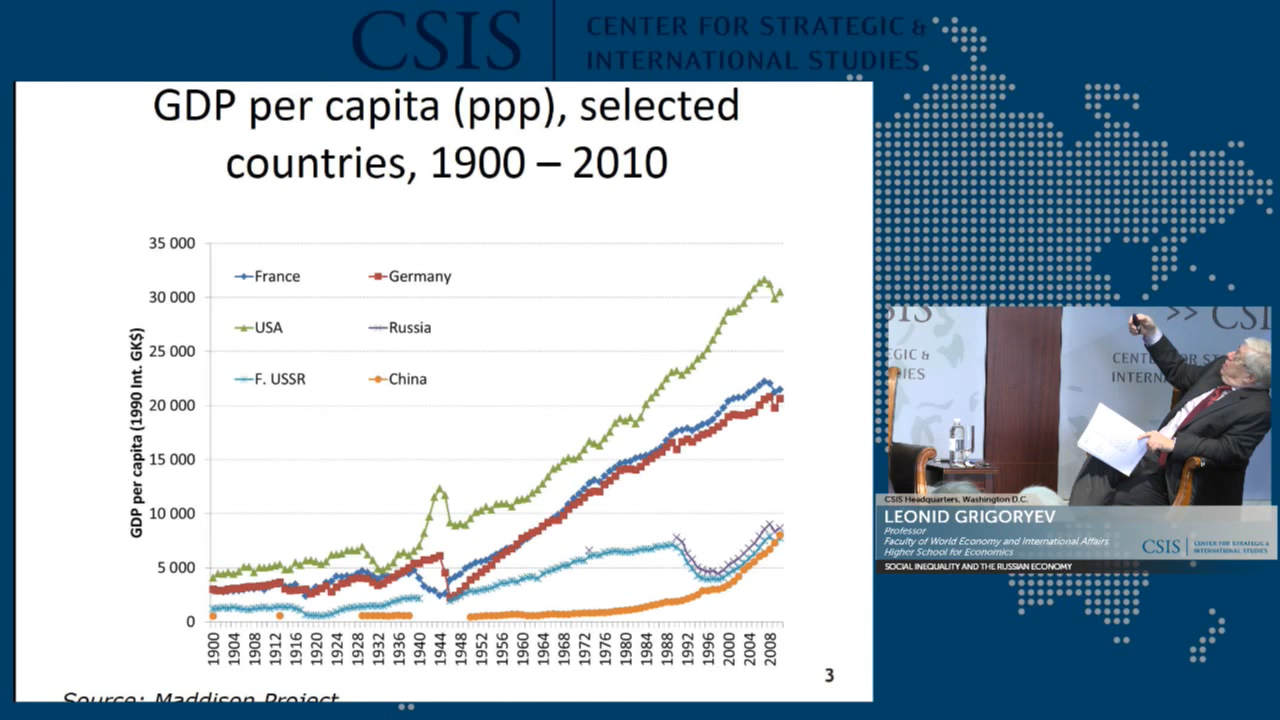 CSIS
CENTER FOR STRATEGIC &
INTERNATIONAL STUDIES
GDP per capita (ppp), selected
countries, 1900 – 2010
GDP per capita (1990 Int. GK$)
35 000
30 000
25 000
20 000
15 000
10 000
5 000
0
France
Germany
USA
Russia
F. USSR
China
1900
1904
1908
1912
1916
1920
1924
1928
1932
1936
1940
1944
1948
1952
1956
1960
1964
1968
1972
1976
1980
1984
1988
1992
1996
2000
2004
2008
3
Source: Maddison Project
CSIS Headquarters, Washington D.C.
LEONID GRIGORYEV
Professor
Faculty of World Economy and International Affairs
Higher School for Economics
CSIS
CENTER FOR STRATEGIC &
INTERNATIONAL STUDIES
SOCIAL INEQUALITY AND THE RUSSIAN ECONOMY